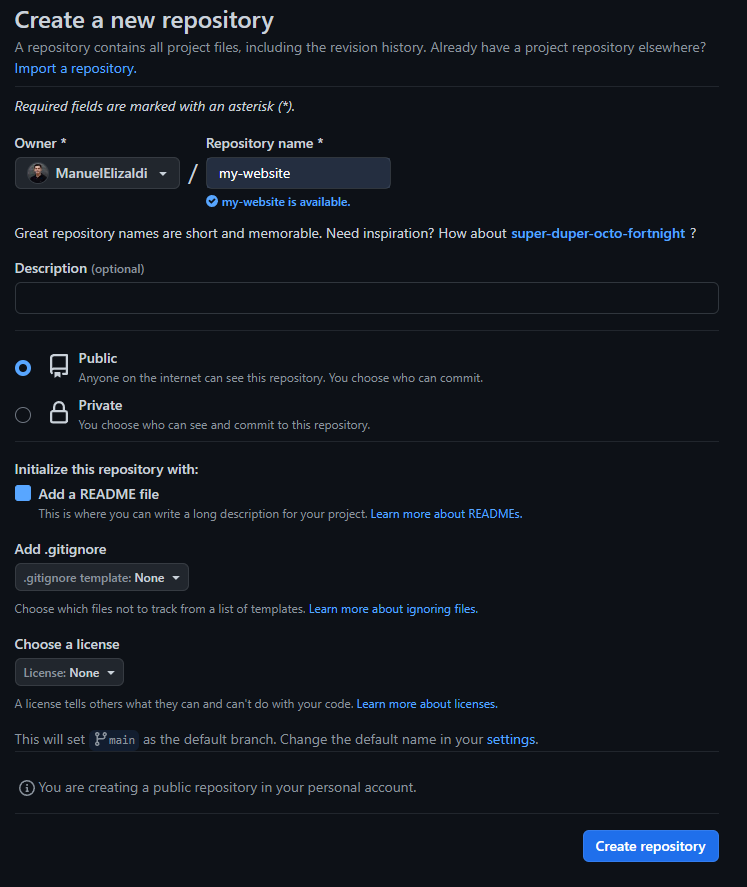 Create a new repository
A repository contains all project files, including the revision history. Already have a project repository elsewhere?
Import a repository.
Required fields are marked with an asterisk (*).
Owner * Repository name *
ManuelElizaldi / my-website
my-website is available.
Great repository names are short and memorable. Need inspiration? How about super-duper-octo-fortnight ?
Description (optional)
Public
Anyone on the internet can see this repository. You choose who can commit.
Private
You choose who can see and commit to this repository.
Initialize this repository with:
Add a README file
This is where you can write a long description for your project. Learn more about READMEs.
Add .gitignore
.gitignore template: None
Choose which files not to track from a list of templates. Learn more about ignoring files.
Choose a license
License: None
A license tells others what they can and can't do with your code. Learn more about licenses.
This will set main as the default branch. Change the default name in your settings.
You are creating a public repository in your personal account.
Create repository